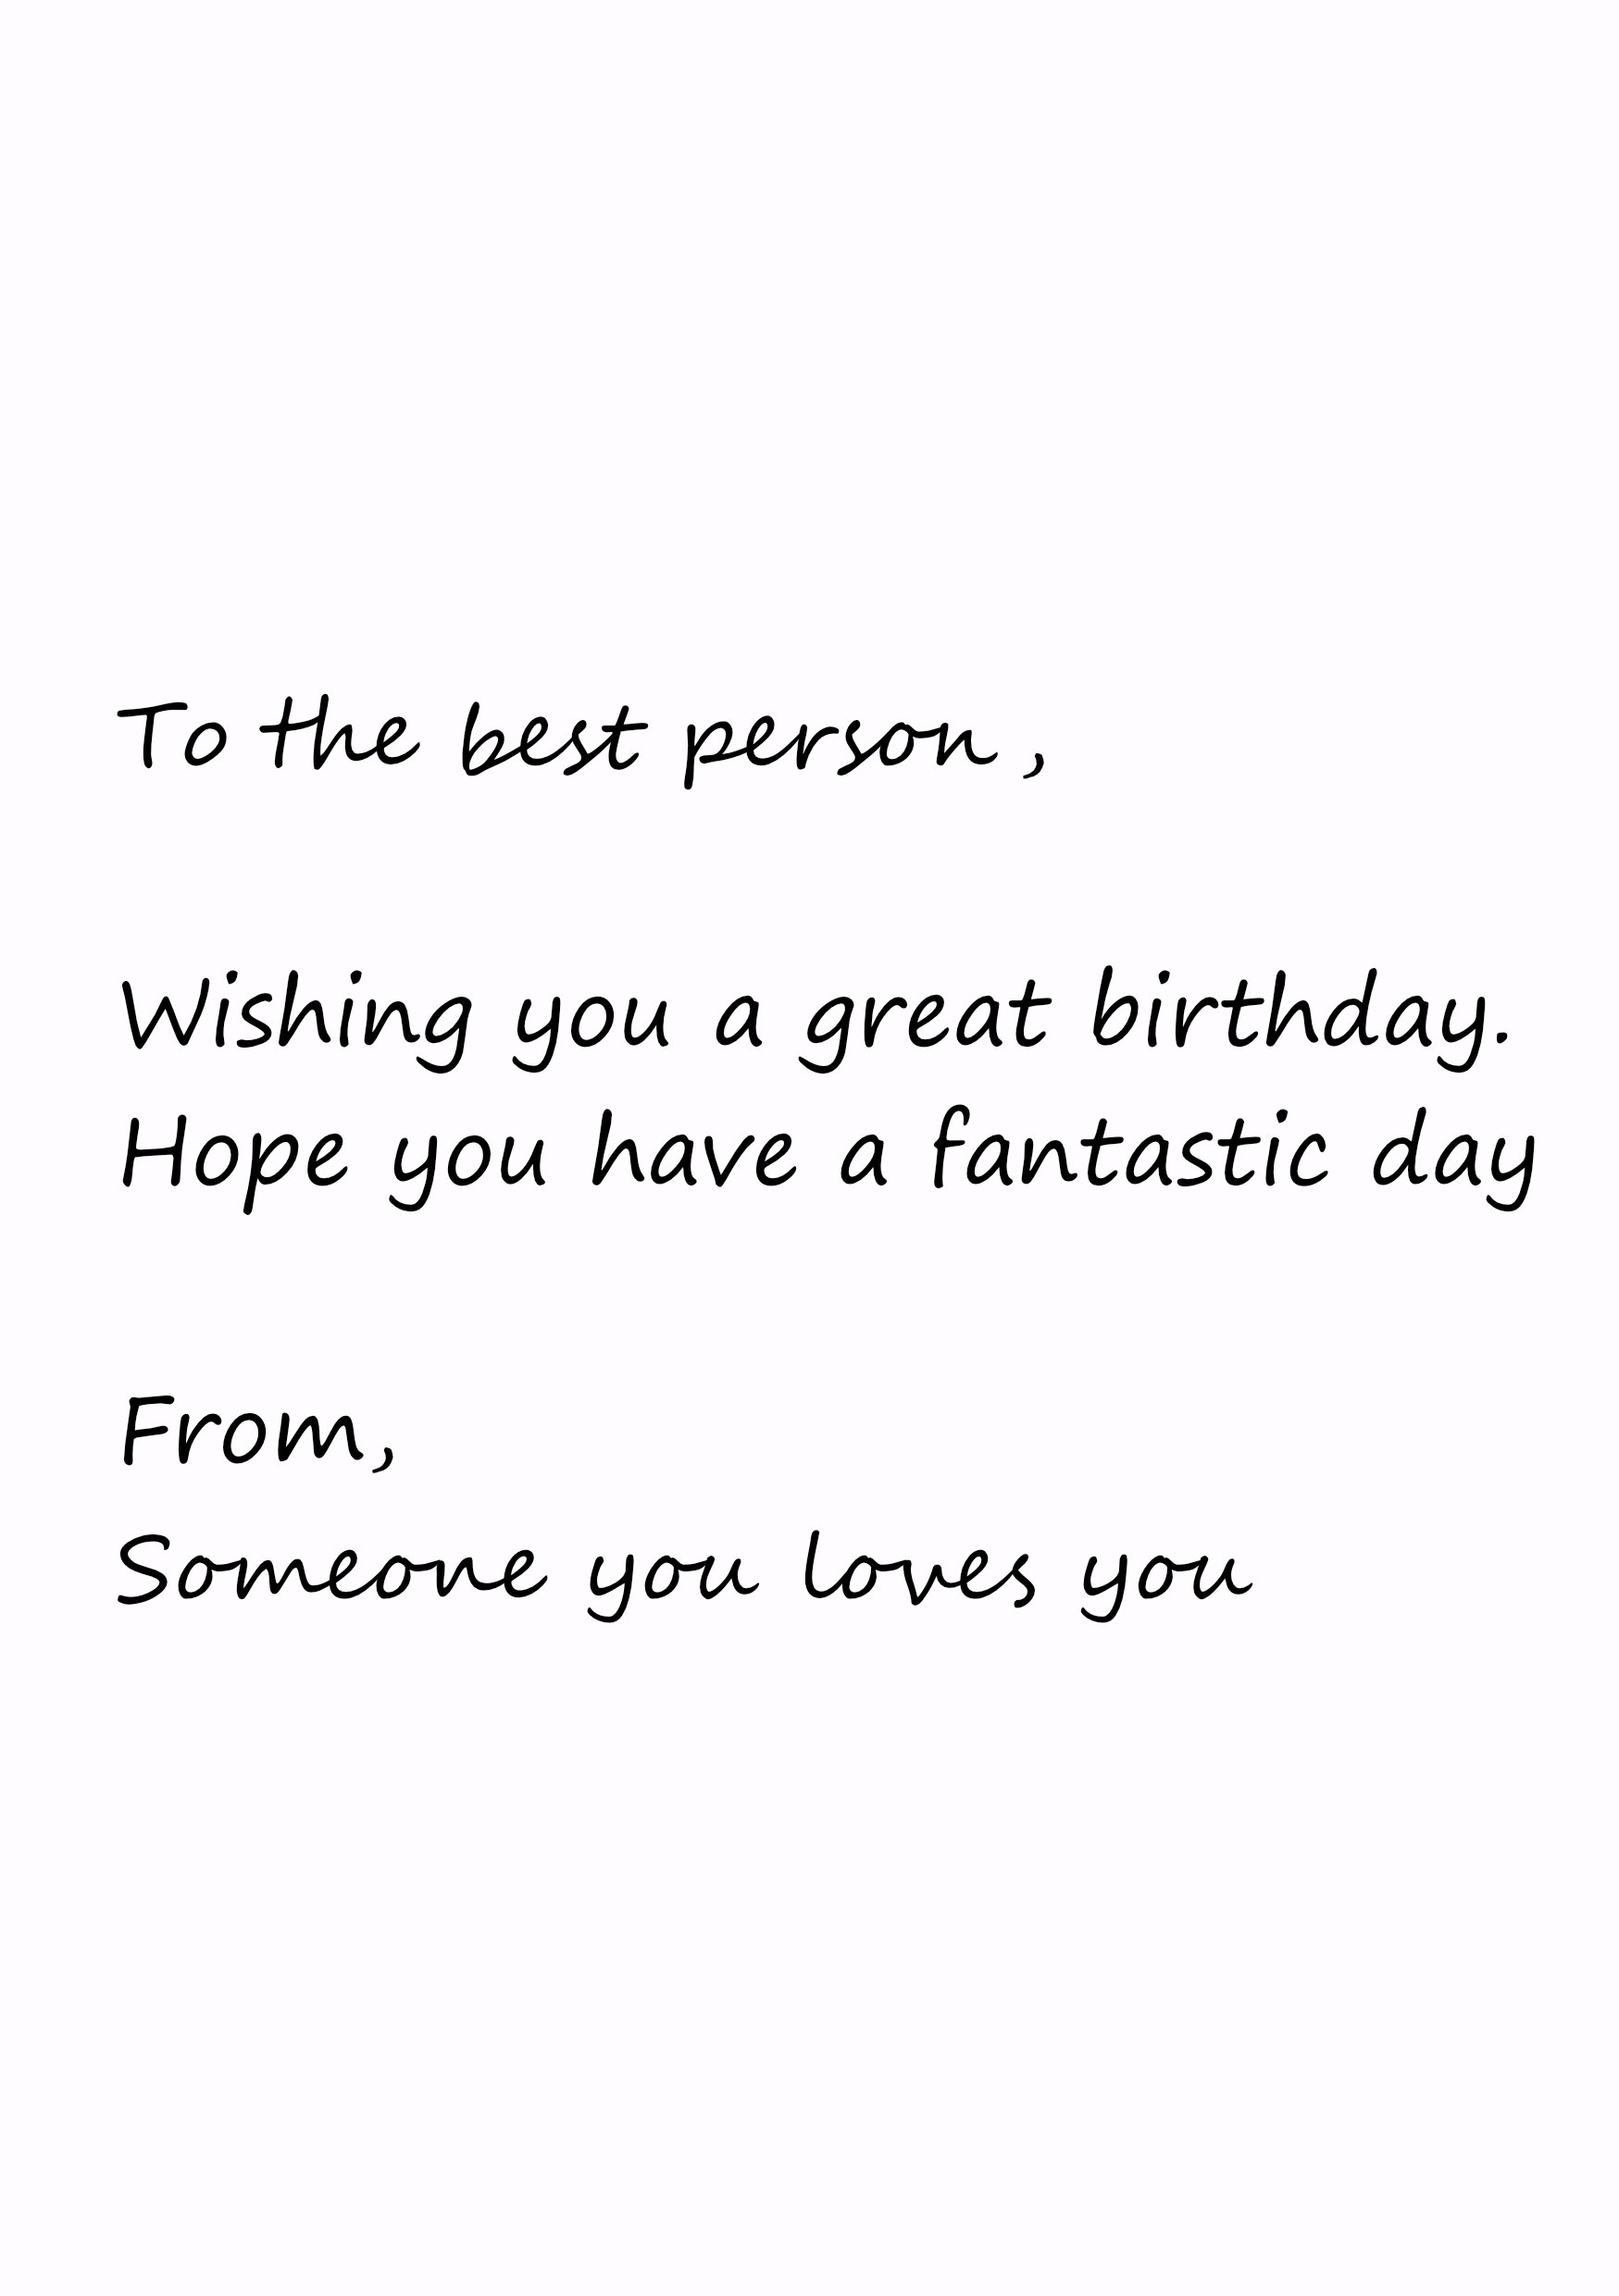 To the best person,
Wishing you a great birthday.
Hope you have a fantastic day
From,
Someone you loves you